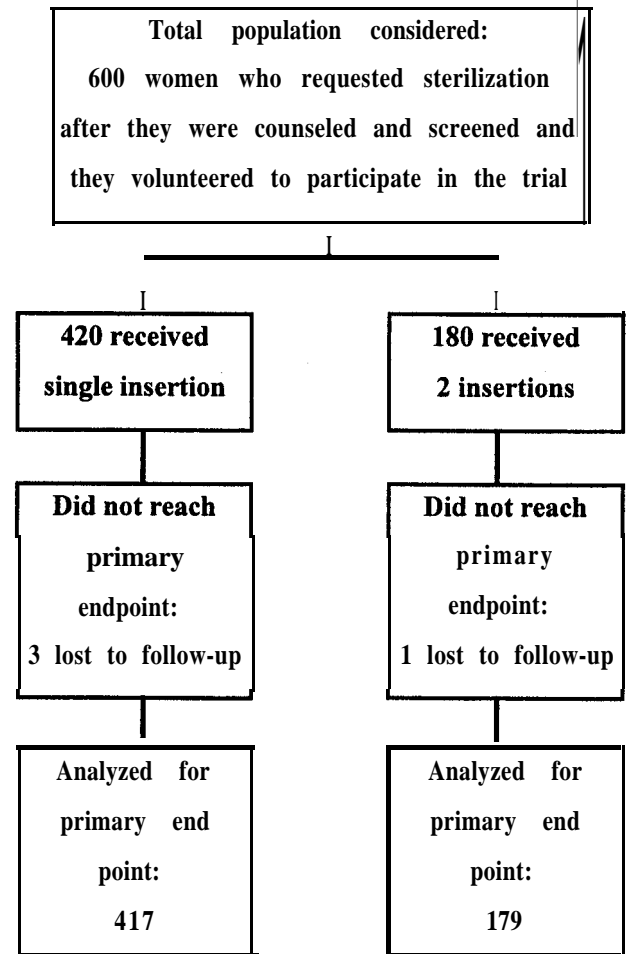 Total population considered:
600 women who requested sterilization
after they were counseled and screened and
they volunteered to participate in the trial
420 received
single insertion
Did not reach
primary
endpoint:
3 lost to follow-up
Analyzed for
primary end
point:
417
180 received
2 insertions
Did not reach
primary
endpoint:
1 lost to follow-up
Analyzed for
primary end
point:
179